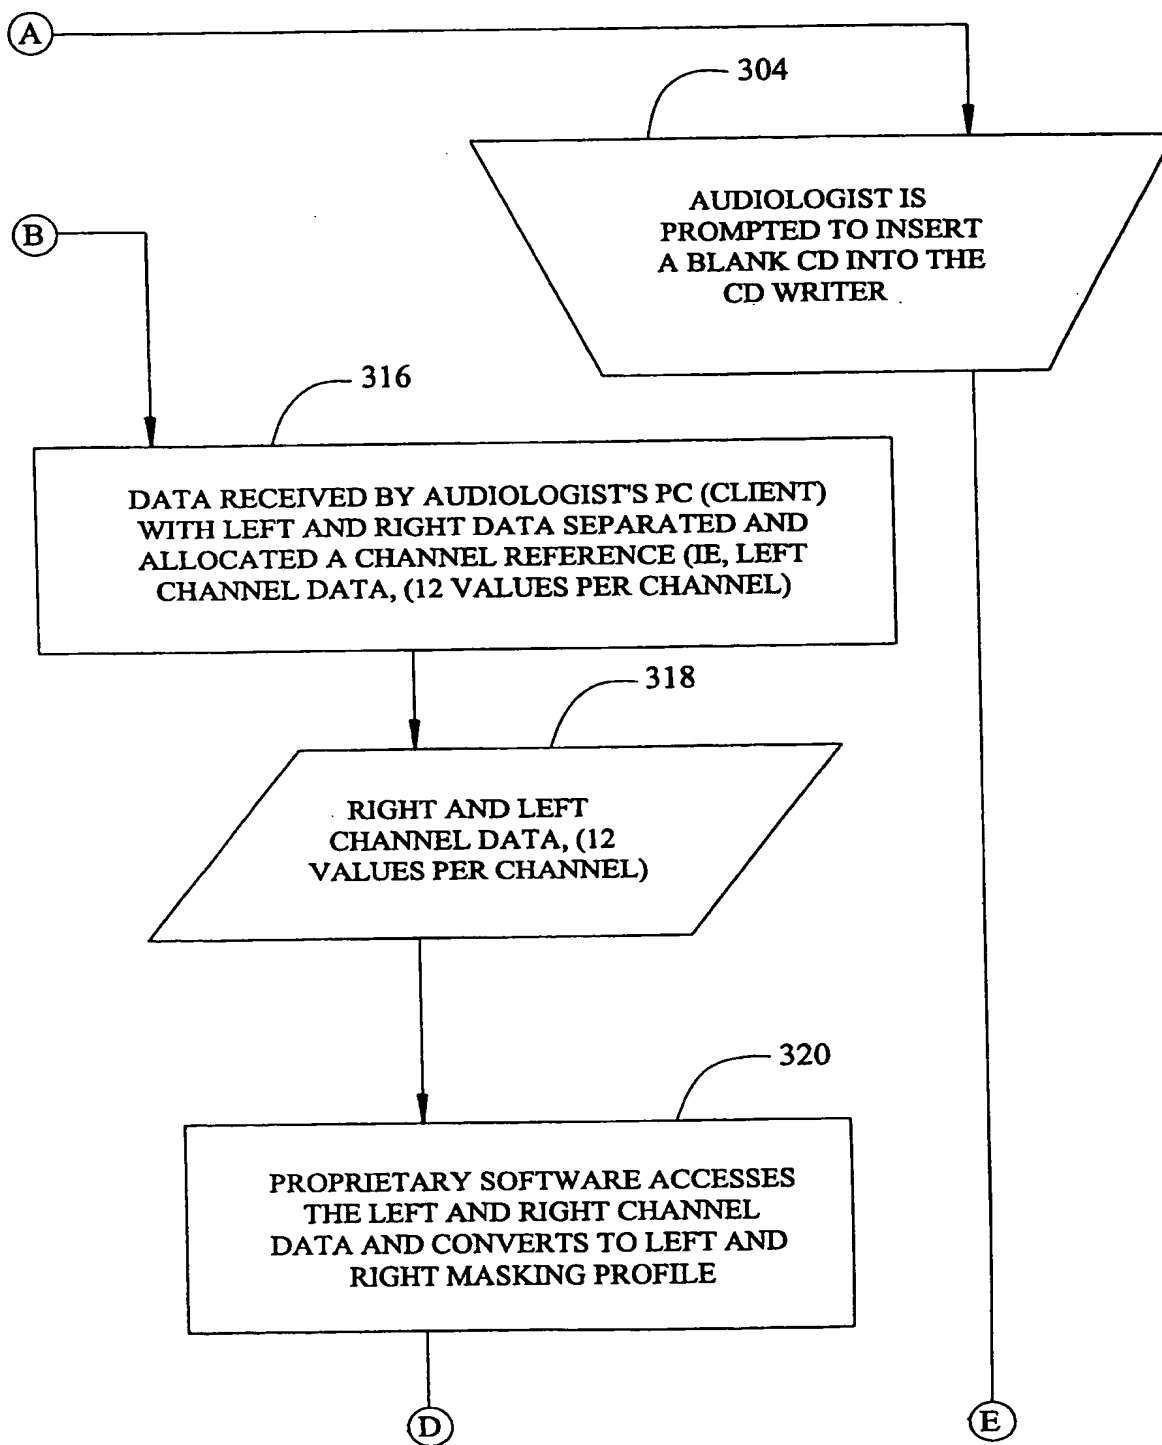 A
304
AUDIOLOGIST IS
PROMPTED TO INSERT
A BLANK CD INTO THE
CD WRITER
B
316
DATA RECEIVED BY AUDIOLOGIST'S PC (CLIENT)
WITH LEFT AND RIGHT DATA SEPARATED AND
ALLOCATED A CHANNEL REFERENCE (IE, LEFT
CHANNEL DATA, (12 VALUES PER CHANNEL)
318
RIGHT AND LEFT
CHANNEL DATA, (12
VALUES PER CHANNEL)
320
PROPRIETARY SOFTWARE ACCESSES
THE LEFT AND RIGHT CHANNEL
DATA AND CONVERTS TO LEFT AND
RIGHT MASKING PROFILE
D
E